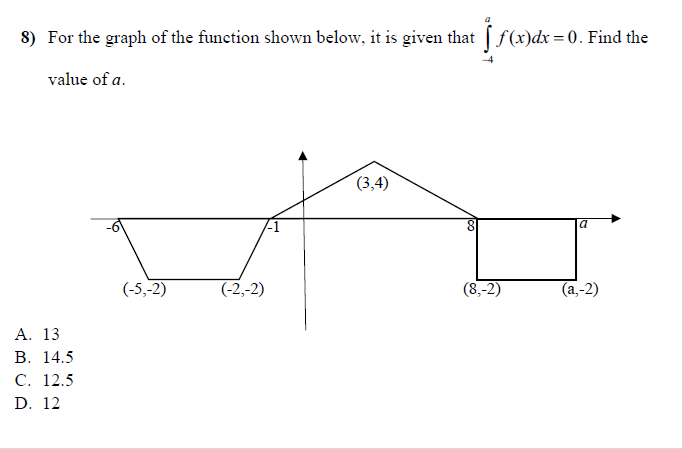 8) For the graph of the function shown below, it is given that ∫_{-4}^{a} f(x)dx = 0. Find the
value of a.
(3,4)
-6 -1 8 a
(-5,-2) (-2,-2) (8,-2) (a,-2)
A. 13
B. 14.5
C. 12.5
D. 12